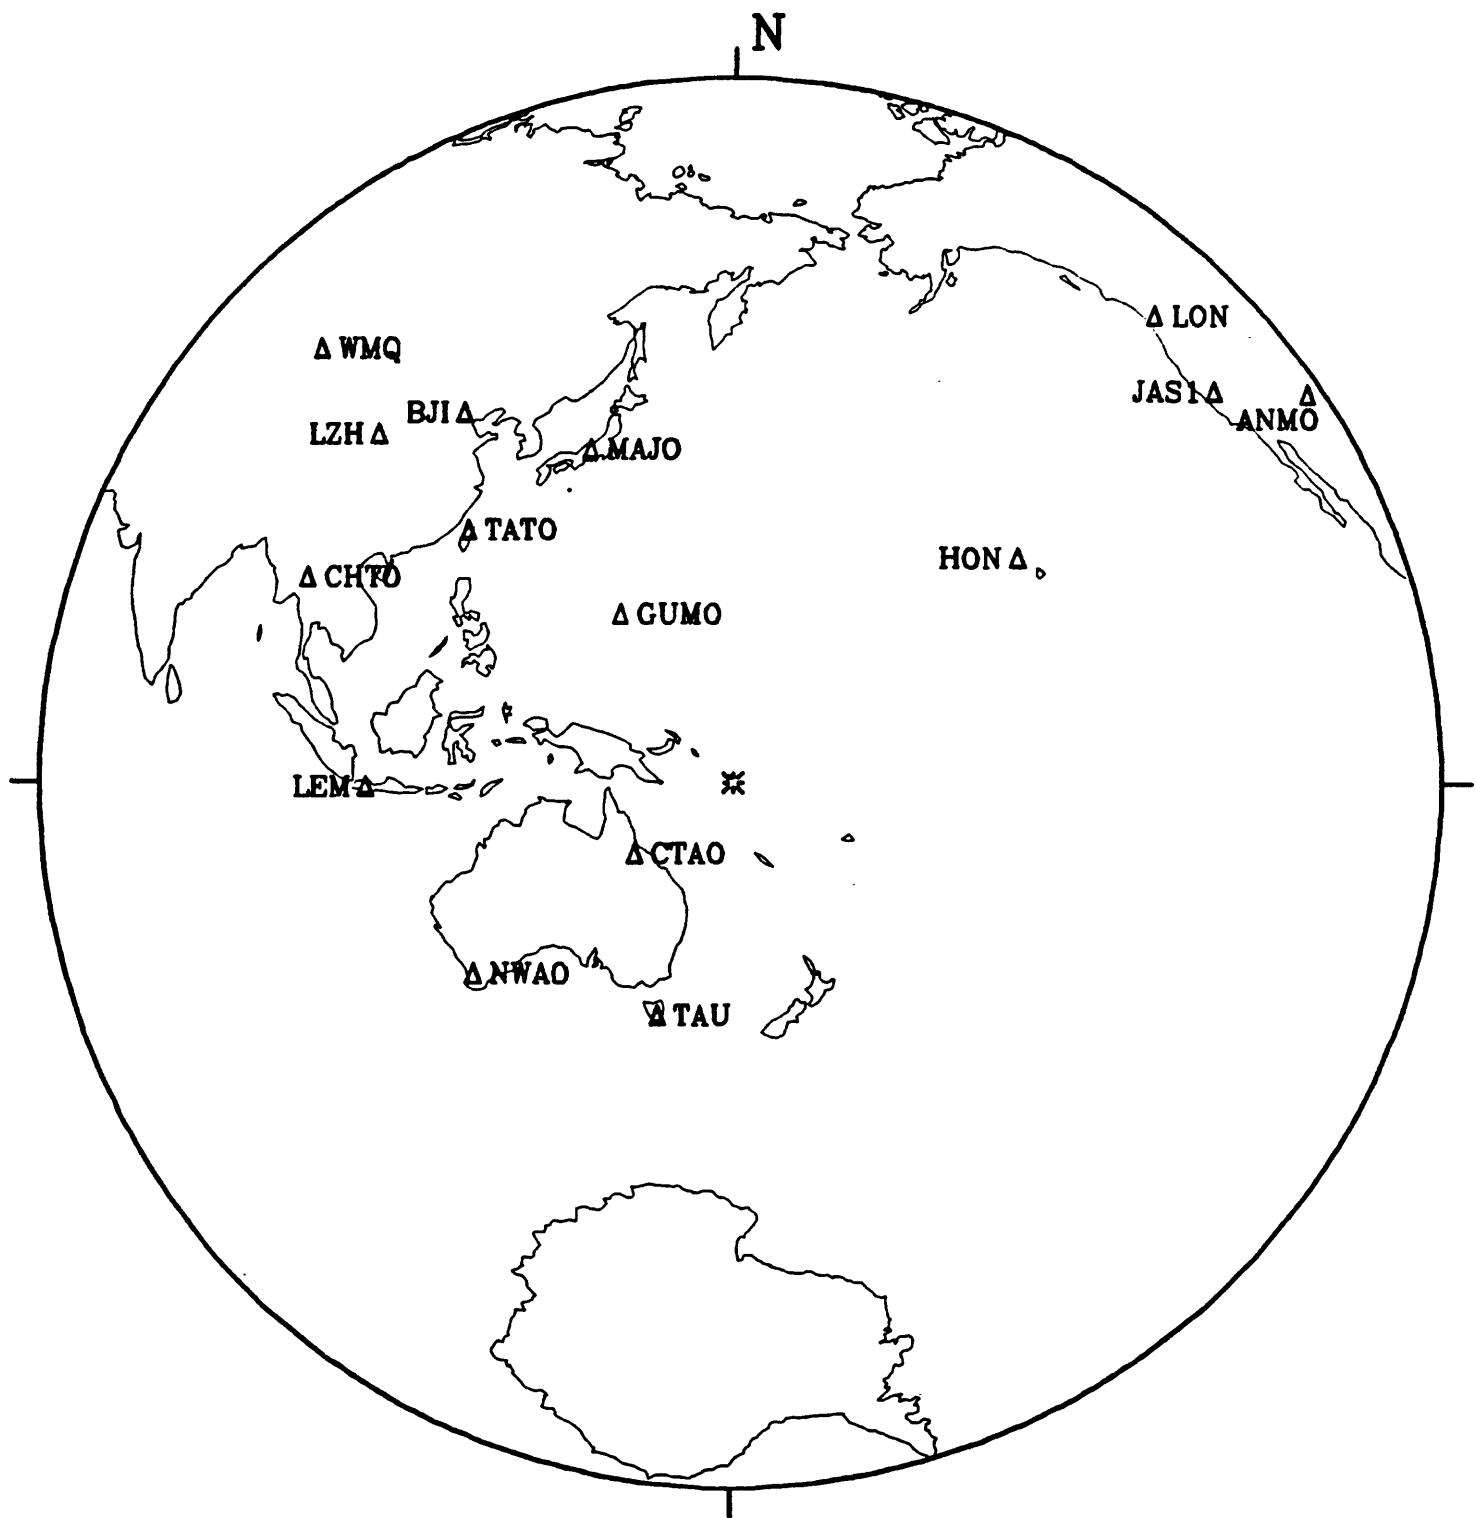 N
LON
WMQ
JAS1
BJI
ANMO
LZH
MAJO
TATO
HON
CHTO
GUMO
LEM
CTAO
NWAO
TAU